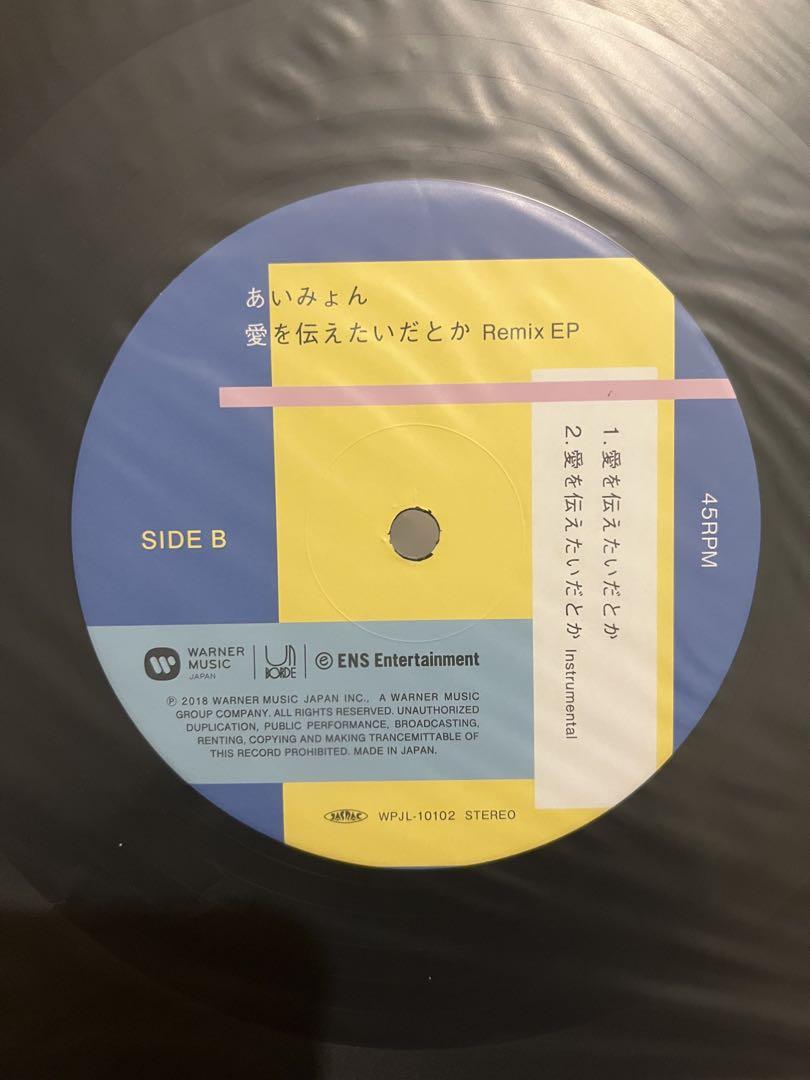 あいみょん
愛を伝えたいだとか Remix EP
1. 愛を伝えたいだとか
2. 愛を伝えたいだとか Instrumental
45RPM
SIDE B
WARNER MUSIC JAPAN
UN BORDE
e ENS Entertainment
℗ 2018 WARNER MUSIC JAPAN INC., A WARNER MUSIC
GROUP COMPANY. ALL RIGHTS RESERVED. UNAUTHORIZED
DUPLICATION, PUBLIC PERFORMANCE, BROADCASTING,
RENTING, COPYING AND MAKING TRANCEMITTABLE OF
THIS RECORD PROHIBITED. MADE IN JAPAN.
JASRAC WPJL-10102 STEREO